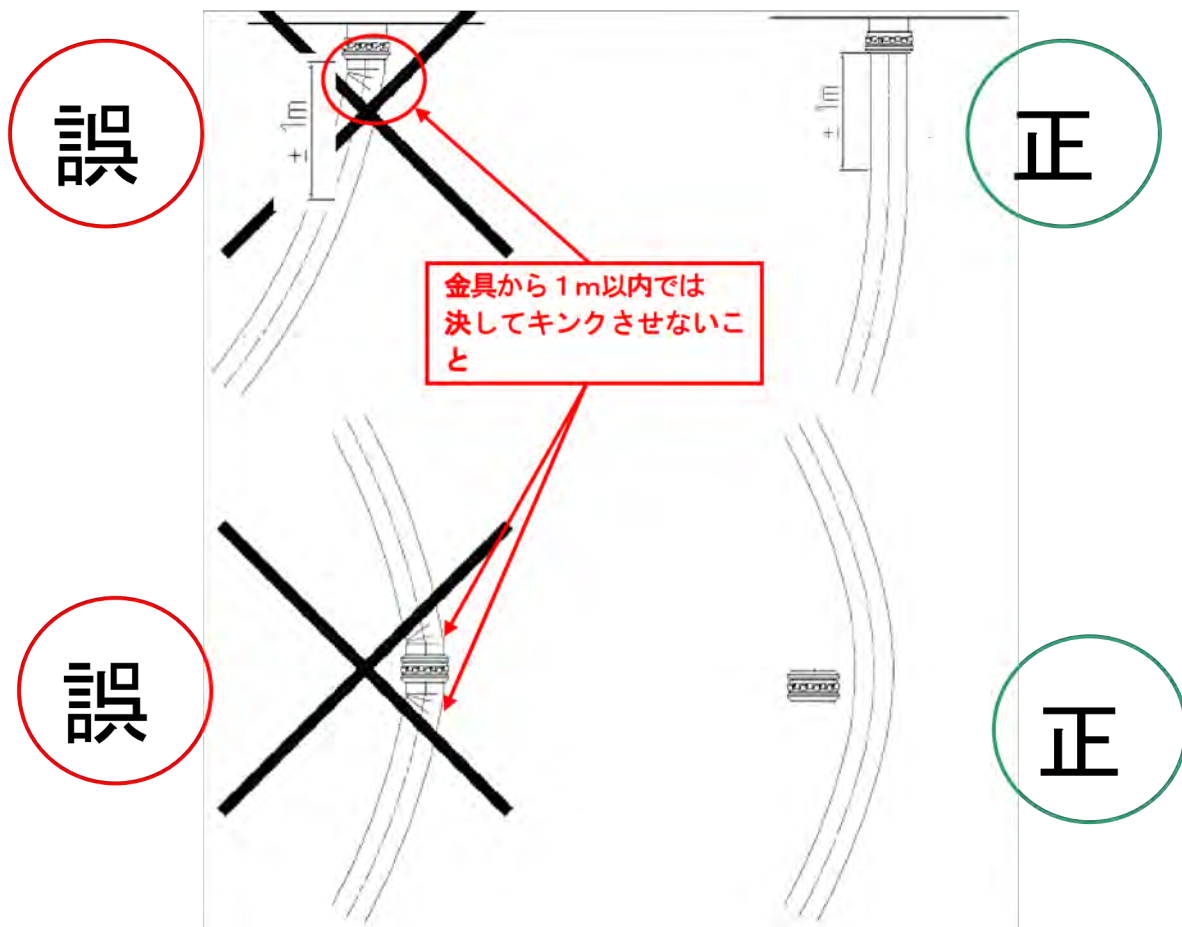 誤
± 1m
± 1m
正
金具から1m以内では
決してキンクさせないこ
と
誤
正